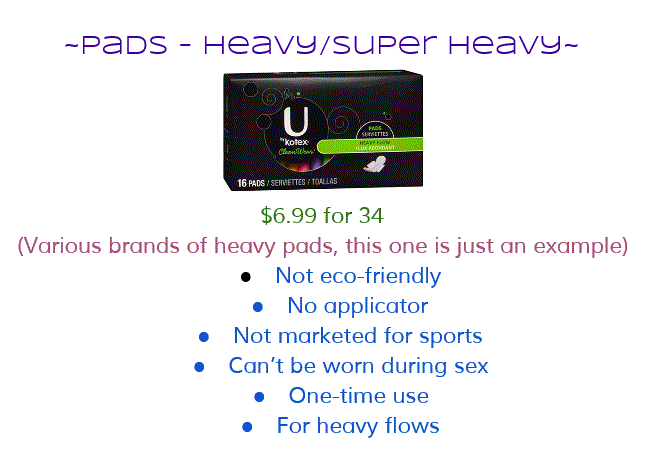 ~Pads - Heavy/Super Heavy~
U
by Kotex
CleanWear
PADS
SERVIETTES
HEAVY FLOW
FLUX ABONDANT
16 PADS / SERVIETTES / TOALLAS
$6.99 for 34
(Various brands of heavy pads, this one is just an example)
● Not eco-friendly
● No applicator
● Not marketed for sports
● Can't be worn during sex
● One-time use
● For heavy flows